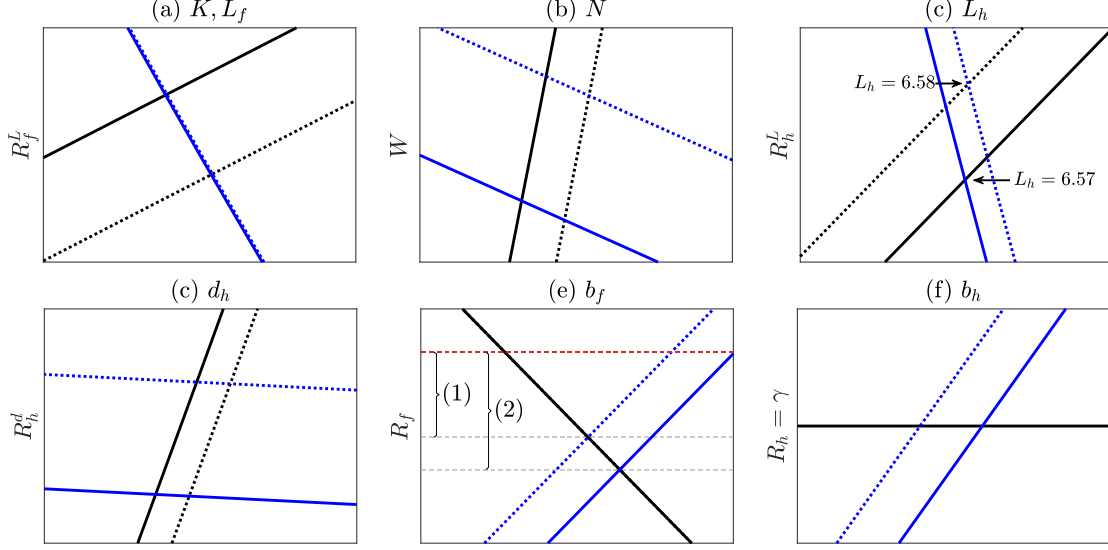 (a) K, L_f
(b) N
(c) L_h
R_f^L
W
R_h^L
L_h = 6.58
L_h = 6.57
(c) d_h
(e) b_f
(f) b_h
R_h^d
R_f
(1)
(2)
R_h = γ